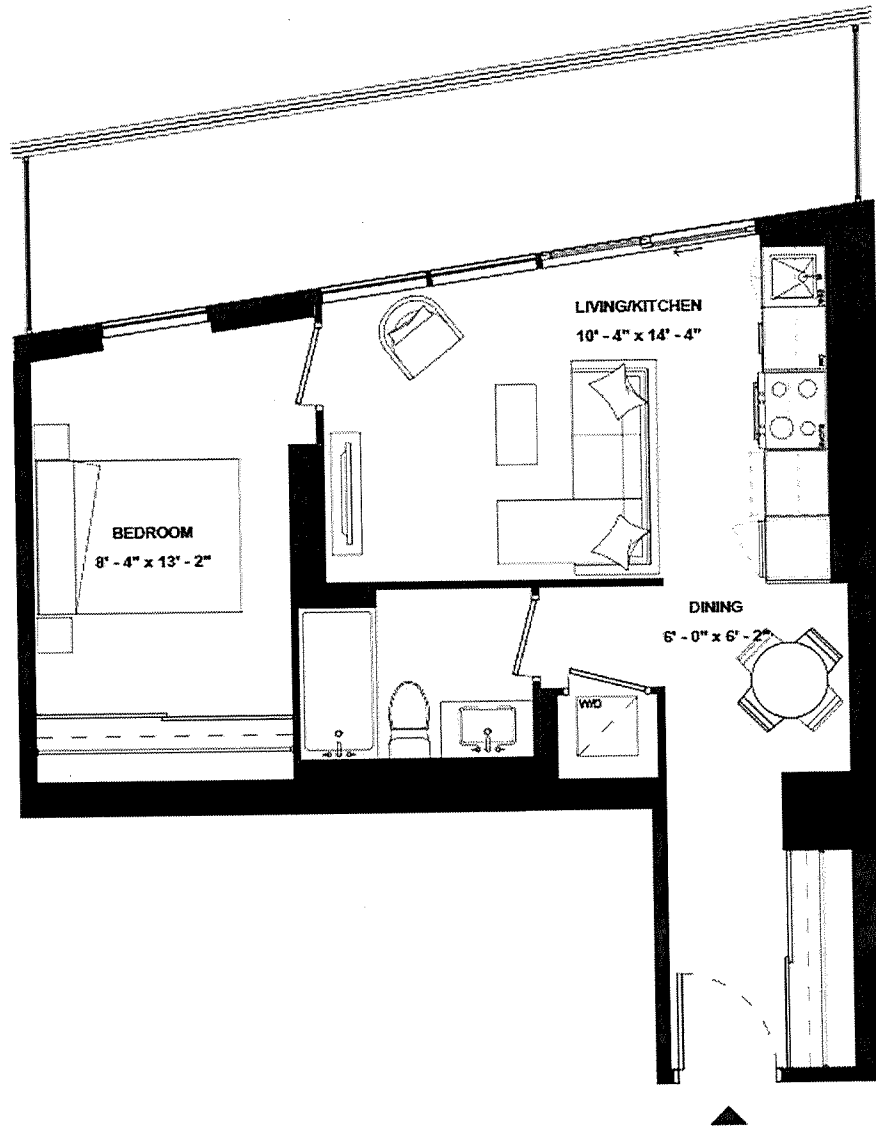 LIVING/KITCHEN
10' - 4" x 14' - 4"
BEDROOM
8' - 4" x 13' - 2"
DINING
6' - 0" x 6' - 2"
W/D